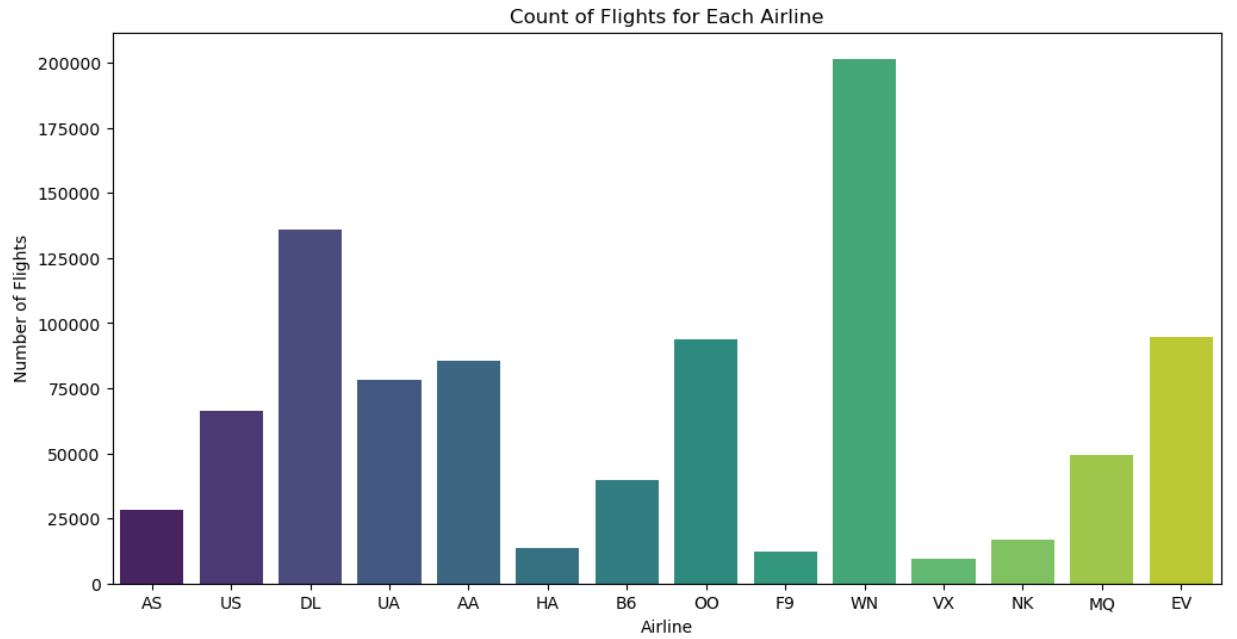 Count of Flights for Each Airline
Number of Flights
200000
175000
150000
125000
100000
75000
50000
25000
0
AS US DL UA AA HA B6 OO F9 WN VX NK MQ EV
Airline